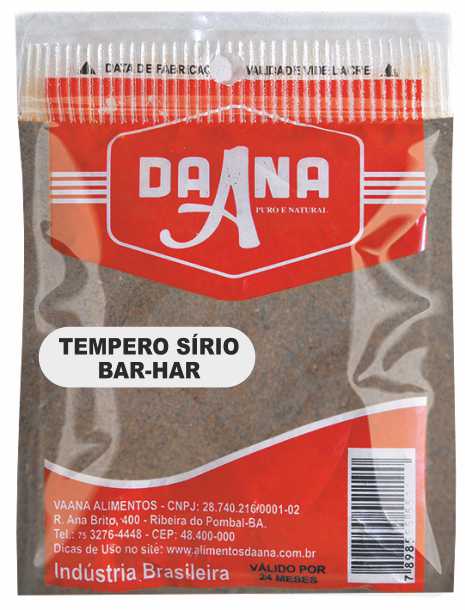 DATA DE FABRICAÇ VALIDADE VIDE LACRE
DAANA
PURO E NATURAL
TEMPERO SÍRIO
BAR-HAR
VAANA ALIMENTOS - CNPJ: 28.740.216/0001-02
R. Ana Brito, 400 - Ribeira do Pombal-BA.
Tel.: 75 3276-4448 - CEP: 48.400-000
Dicas de Uso no site: www.alimentosdaana.com.br
Indústria Brasileira
VÁLIDO POR
24 MESES